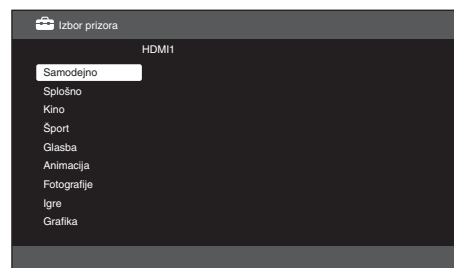 Izbor prizora
HDMI1
Samodejno
Splošno
Kino
Šport
Glasba
Animacija
Fotografije
Igre
Grafika